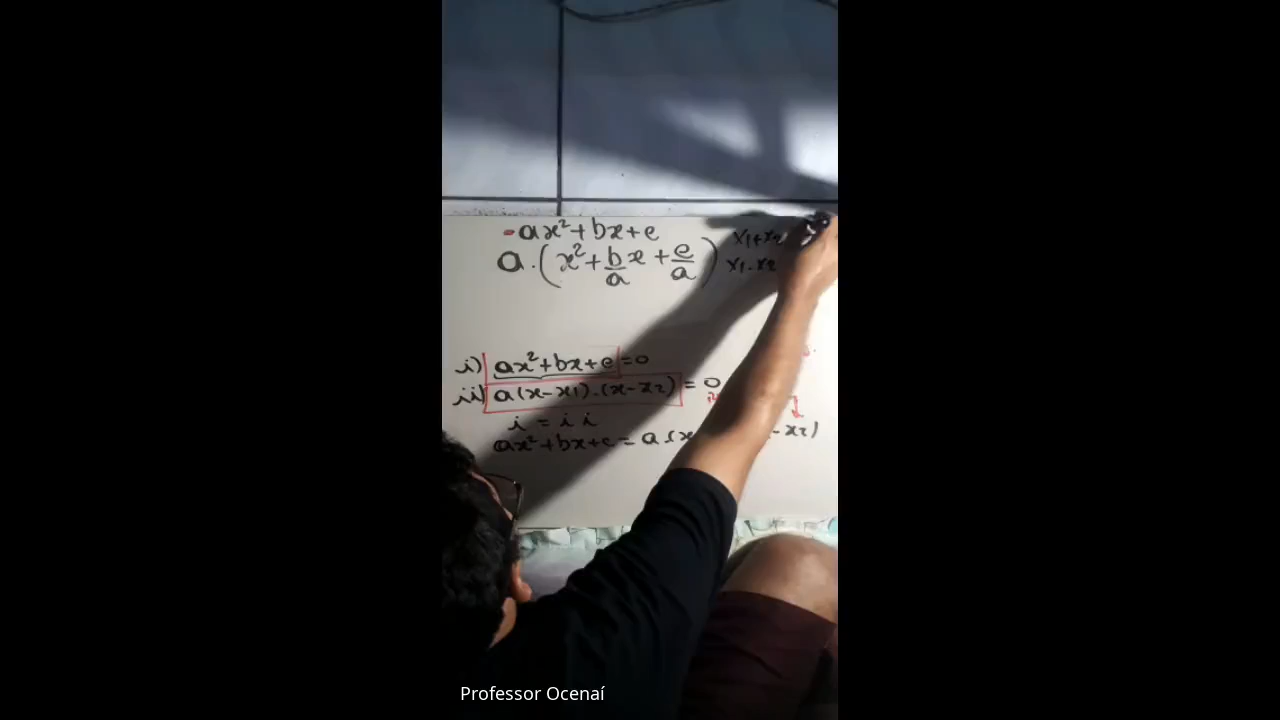 ax²+bx+c
a.(x²+b/a x+c/a)
x1+x2
x1.x2
i) ax²+bx+c=0
ii) a(x-x1).(x-x2)=0
i = ii
ax²+bx+c = a.(x -x2)
Professor Ocenaí